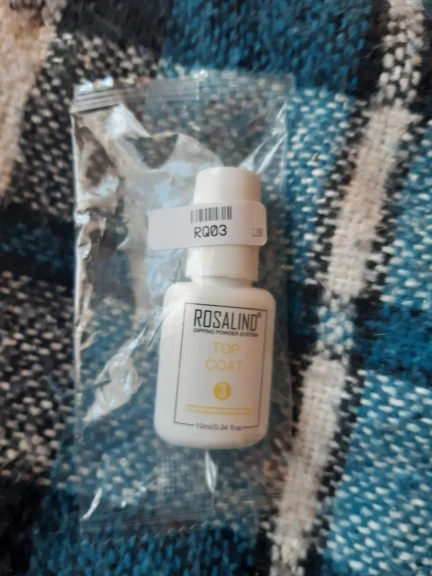 RQ03
ROSALIND®
DIPPING POWDER SYSTEM
TOP
COAT
3
10ml/0.34 fl.oz